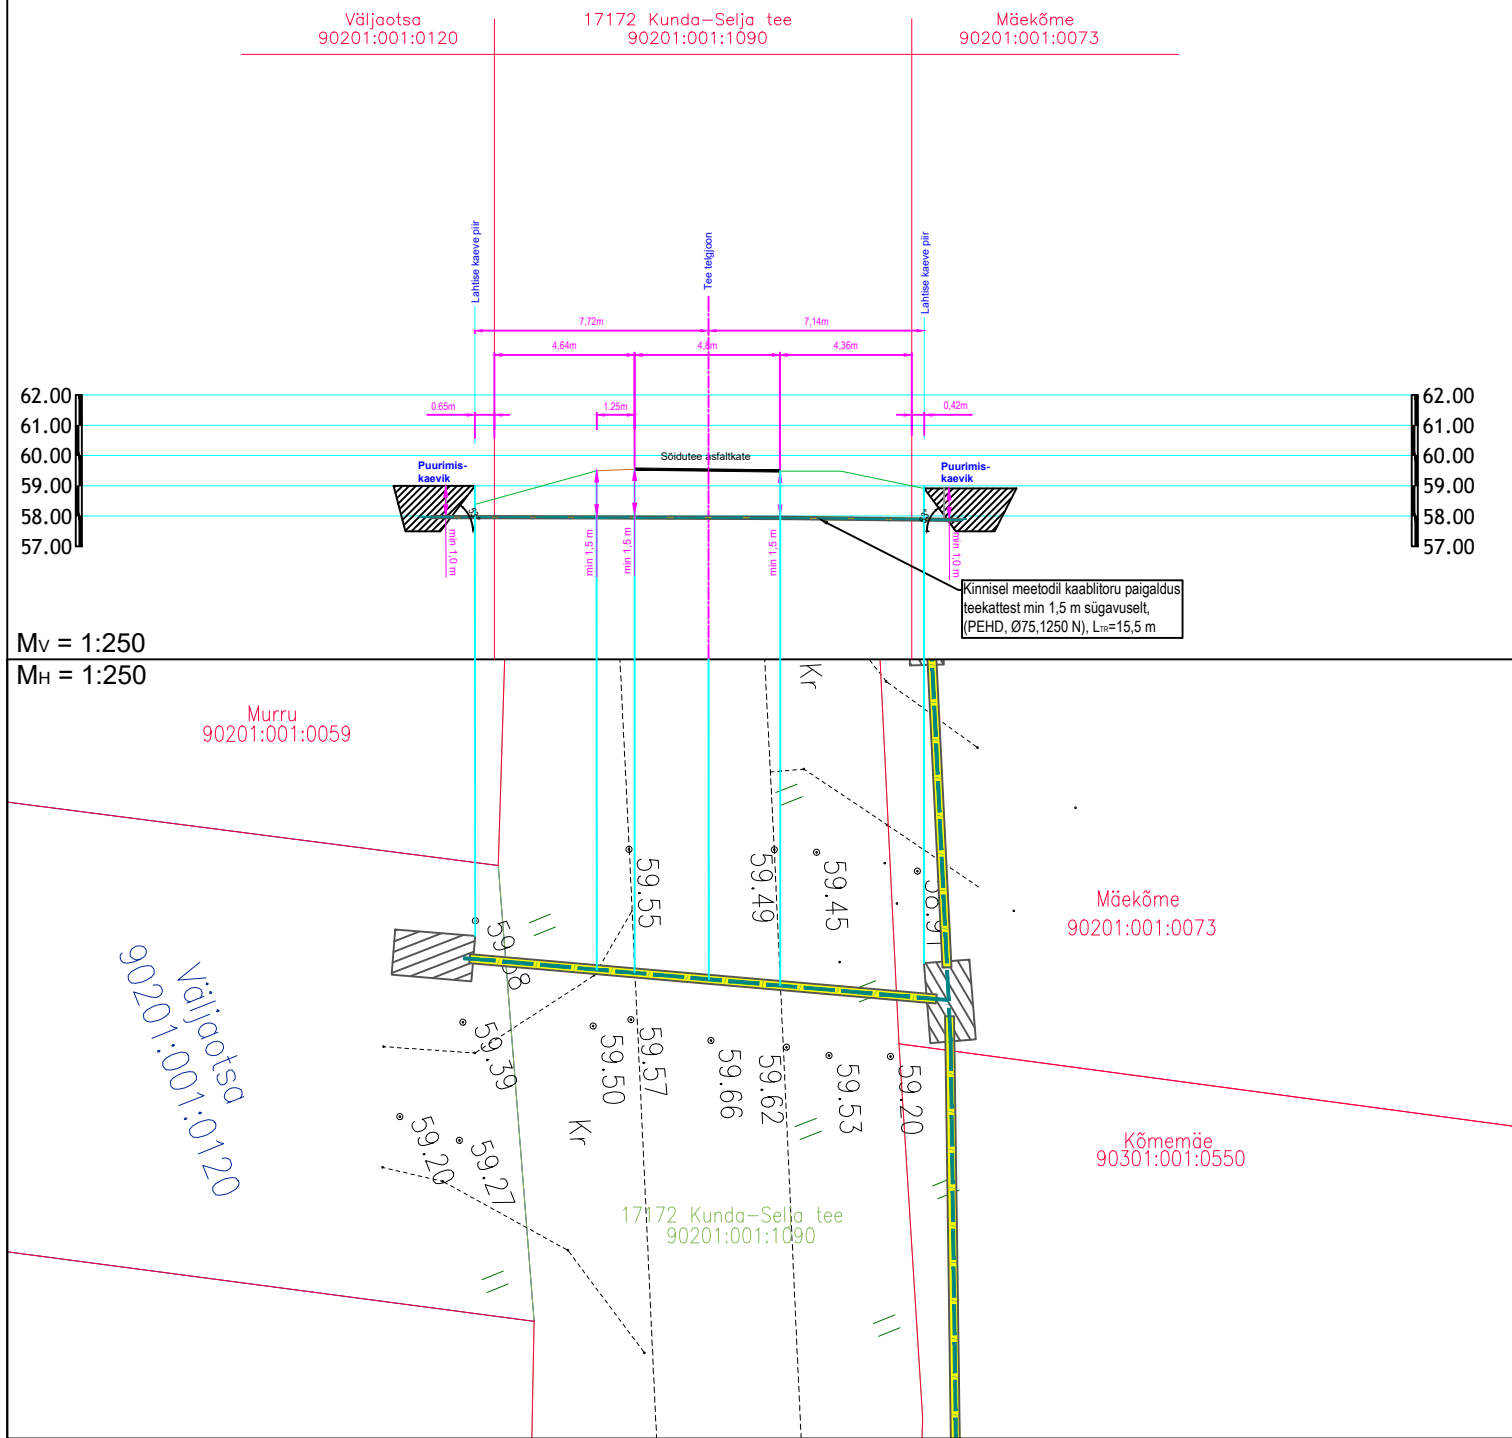 Väljaotsa
90201:001:0120
17172 Kunda-Selja tee
90201:001:1090
Mäekõme
90201:001:0073
Lahtise kaeve piir
Tee telgjoon
Lahtise kaeve piir
7,72m
7,14m
4,64m
4,8m
4,36m
0.65m
1.25m
0,42m
62.00
61.00
60.00
59.00
58.00
57.00
62.00
61.00
60.00
59.00
58.00
57.00
Puurimis-
kaevik
Sõidutee asfaltkate
Puurimis-
kaevik
min 1,0 m
min 1,5 m
min 1,5 m
min 1,5 m
min 1,0 m
Kinnisel meetodil kaablitoru paigaldus
teekattest min 1,5 m sügavuselt,
(PEHD, Ø75,1250 N), LTR=15,5 m
MV = 1:250
MH = 1:250
Murru
90201:001:0059
Kr
59.55
59.49
59.45
Mäekõme
90201:001:0073
Väljaotsa
90201:001:0120
59.39
59.50
59.57
59.66
59.62
59.53
59.20
59.20
59.27
Kr
Kõmemäe
90301:001:0550
17172 Kunda-Selja tee
90201:001:1090